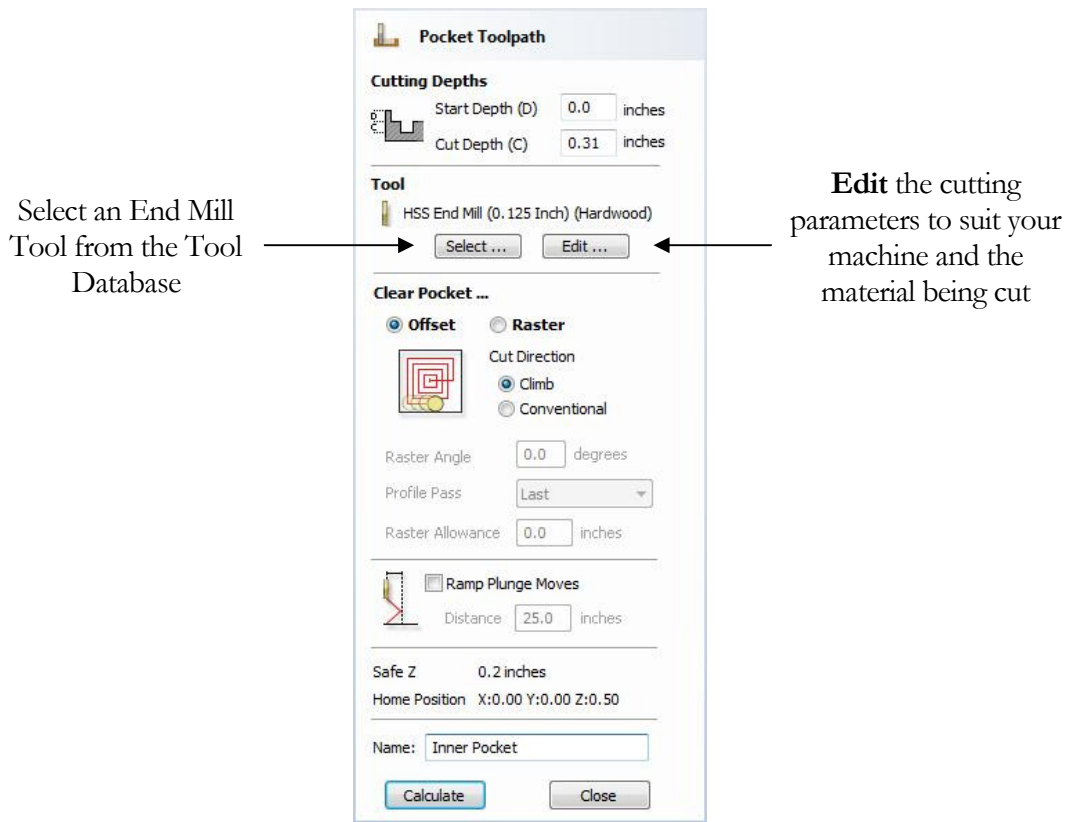 Pocket Toolpath
Cutting Depths
Start Depth (D) 0.0 inches
D
C
Cut Depth (C) 0.31 inches
Tool
HSS End Mill (0.125 Inch) (Hardwood)
Select ... Edit ...
Select an End Mill
Tool from the Tool
Database
Edit the cutting
parameters to suit your
machine and the
material being cut
Clear Pocket ...
Offset Raster
Cut Direction
Climb
Conventional
Raster Angle 0.0 degrees
Profile Pass Last
Raster Allowance 0.0 inches
Ramp Plunge Moves
Distance 25.0 inches
Safe Z 0.2 inches
Home Position X:0.00 Y:0.00 Z:0.50
Name: Inner Pocket
Calculate Close